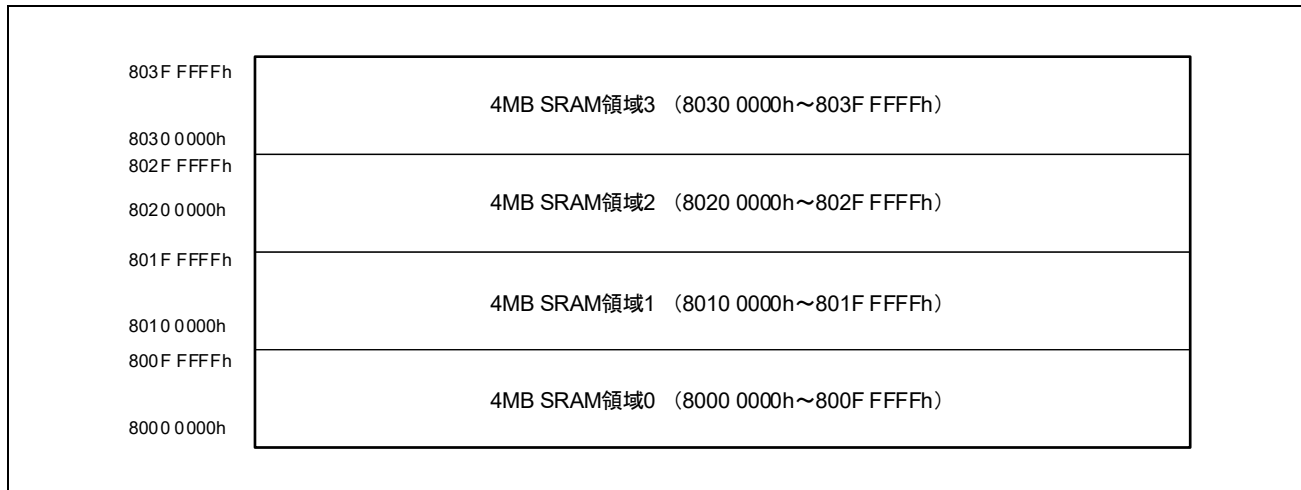 803F FFFFh
4MB SRAM領域3 （8030 0000h～803F FFFFh）
8030 0000h
802F FFFFh
4MB SRAM領域2 （8020 0000h～802F FFFFh）
8020 0000h
801F FFFFh
4MB SRAM領域1 （8010 0000h～801F FFFFh）
8010 0000h
800F FFFFh
4MB SRAM領域0 （8000 0000h～800F FFFFh）
8000 0000h